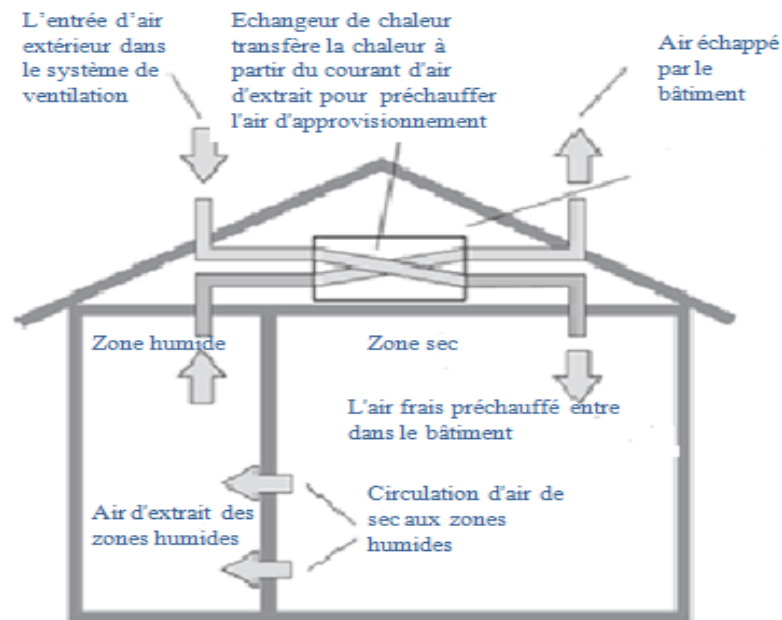 L'entrée d'air
extérieur dans
le système de
ventilation
Echangeur de chaleur
transfère la chaleur à
partir du courant d'air
d'extrait pour préchauffer
l'air d'approvisionnement
Air échappé
par le
bâtiment
Zone humide
Zone sec
L'air frais préchauffé entre
dans le bâtiment
Air d'extrait des
zones humides
Circulation d'air de
sec aux zones
humides